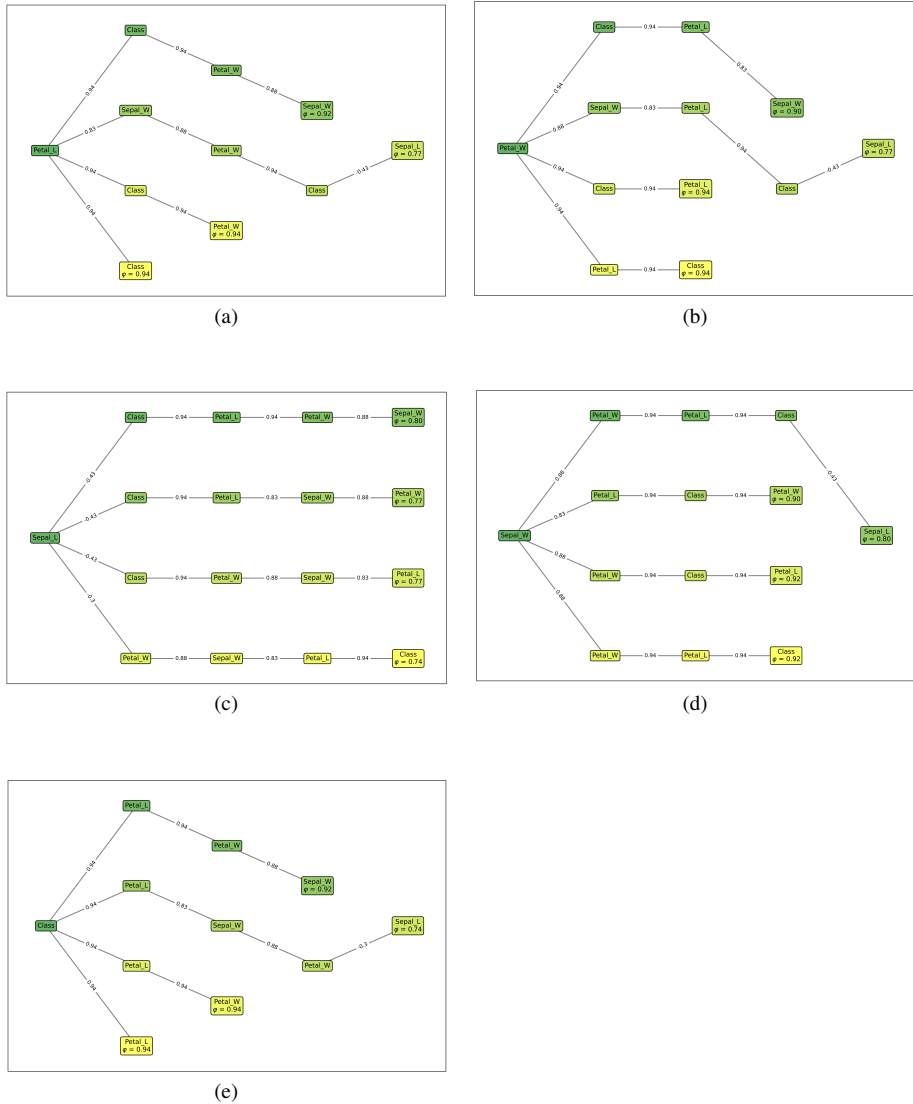 Class
0.94
Petal_W
0.88
Sepal_W
φ = 0.92
0.94
Petal_L
0.83
Sepal_W
0.88
Petal_W
0.94
Class
-0.43
Sepal_L
φ = 0.77
0.94
Class
0.94
Petal_W
φ = 0.94
0.94
Class
φ = 0.94
(a)
Class
0.94
Petal_L
0.83
Sepal_W
φ = 0.90
0.94
Petal_W
0.88
Sepal_W
0.83
Petal_L
0.94
Class
-0.43
Sepal_L
φ = 0.77
0.94
Class
0.94
Petal_L
φ = 0.94
0.94
Petal_L
0.94
Class
φ = 0.94
(b)
Class
0.94
Petal_L
0.94
Petal_W
0.88
Sepal_W
φ = 0.80
-0.43
Sepal_L
-0.43
Class
0.94
Petal_L
0.83
Sepal_W
0.88
Petal_W
φ = 0.77
-0.43
Class
0.94
Petal_W
0.88
Sepal_W
0.83
Petal_L
φ = 0.77
-0.3
Petal_W
0.88
Sepal_W
0.83
Petal_L
0.94
Class
φ = 0.74
(c)
Petal_W
0.94
Petal_L
0.94
Class
-0.43
Sepal_L
φ = 0.80
0.88
Sepal_W
0.83
Petal_L
0.94
Class
0.94
Petal_W
φ = 0.90
0.88
Petal_W
0.94
Class
0.94
Petal_L
φ = 0.92
0.88
Petal_W
0.94
Petal_L
0.94
Class
φ = 0.92
(d)
Petal_L
0.94
Petal_W
0.88
Sepal_W
φ = 0.92
0.94
Class
0.94
Petal_L
0.83
Sepal_W
0.88
Petal_W
-0.3
Sepal_L
φ = 0.74
0.94
Petal_L
0.94
Petal_W
φ = 0.94
0.94
Petal_L
φ = 0.94
(e)